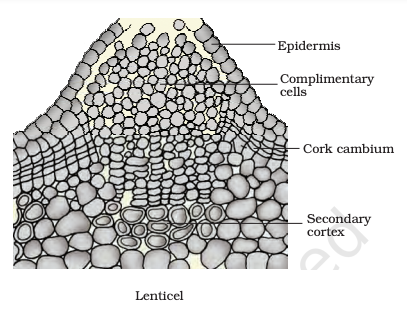 Epidermis
Complimentary
cells
Cork cambium
Secondary
cortex
Lenticel